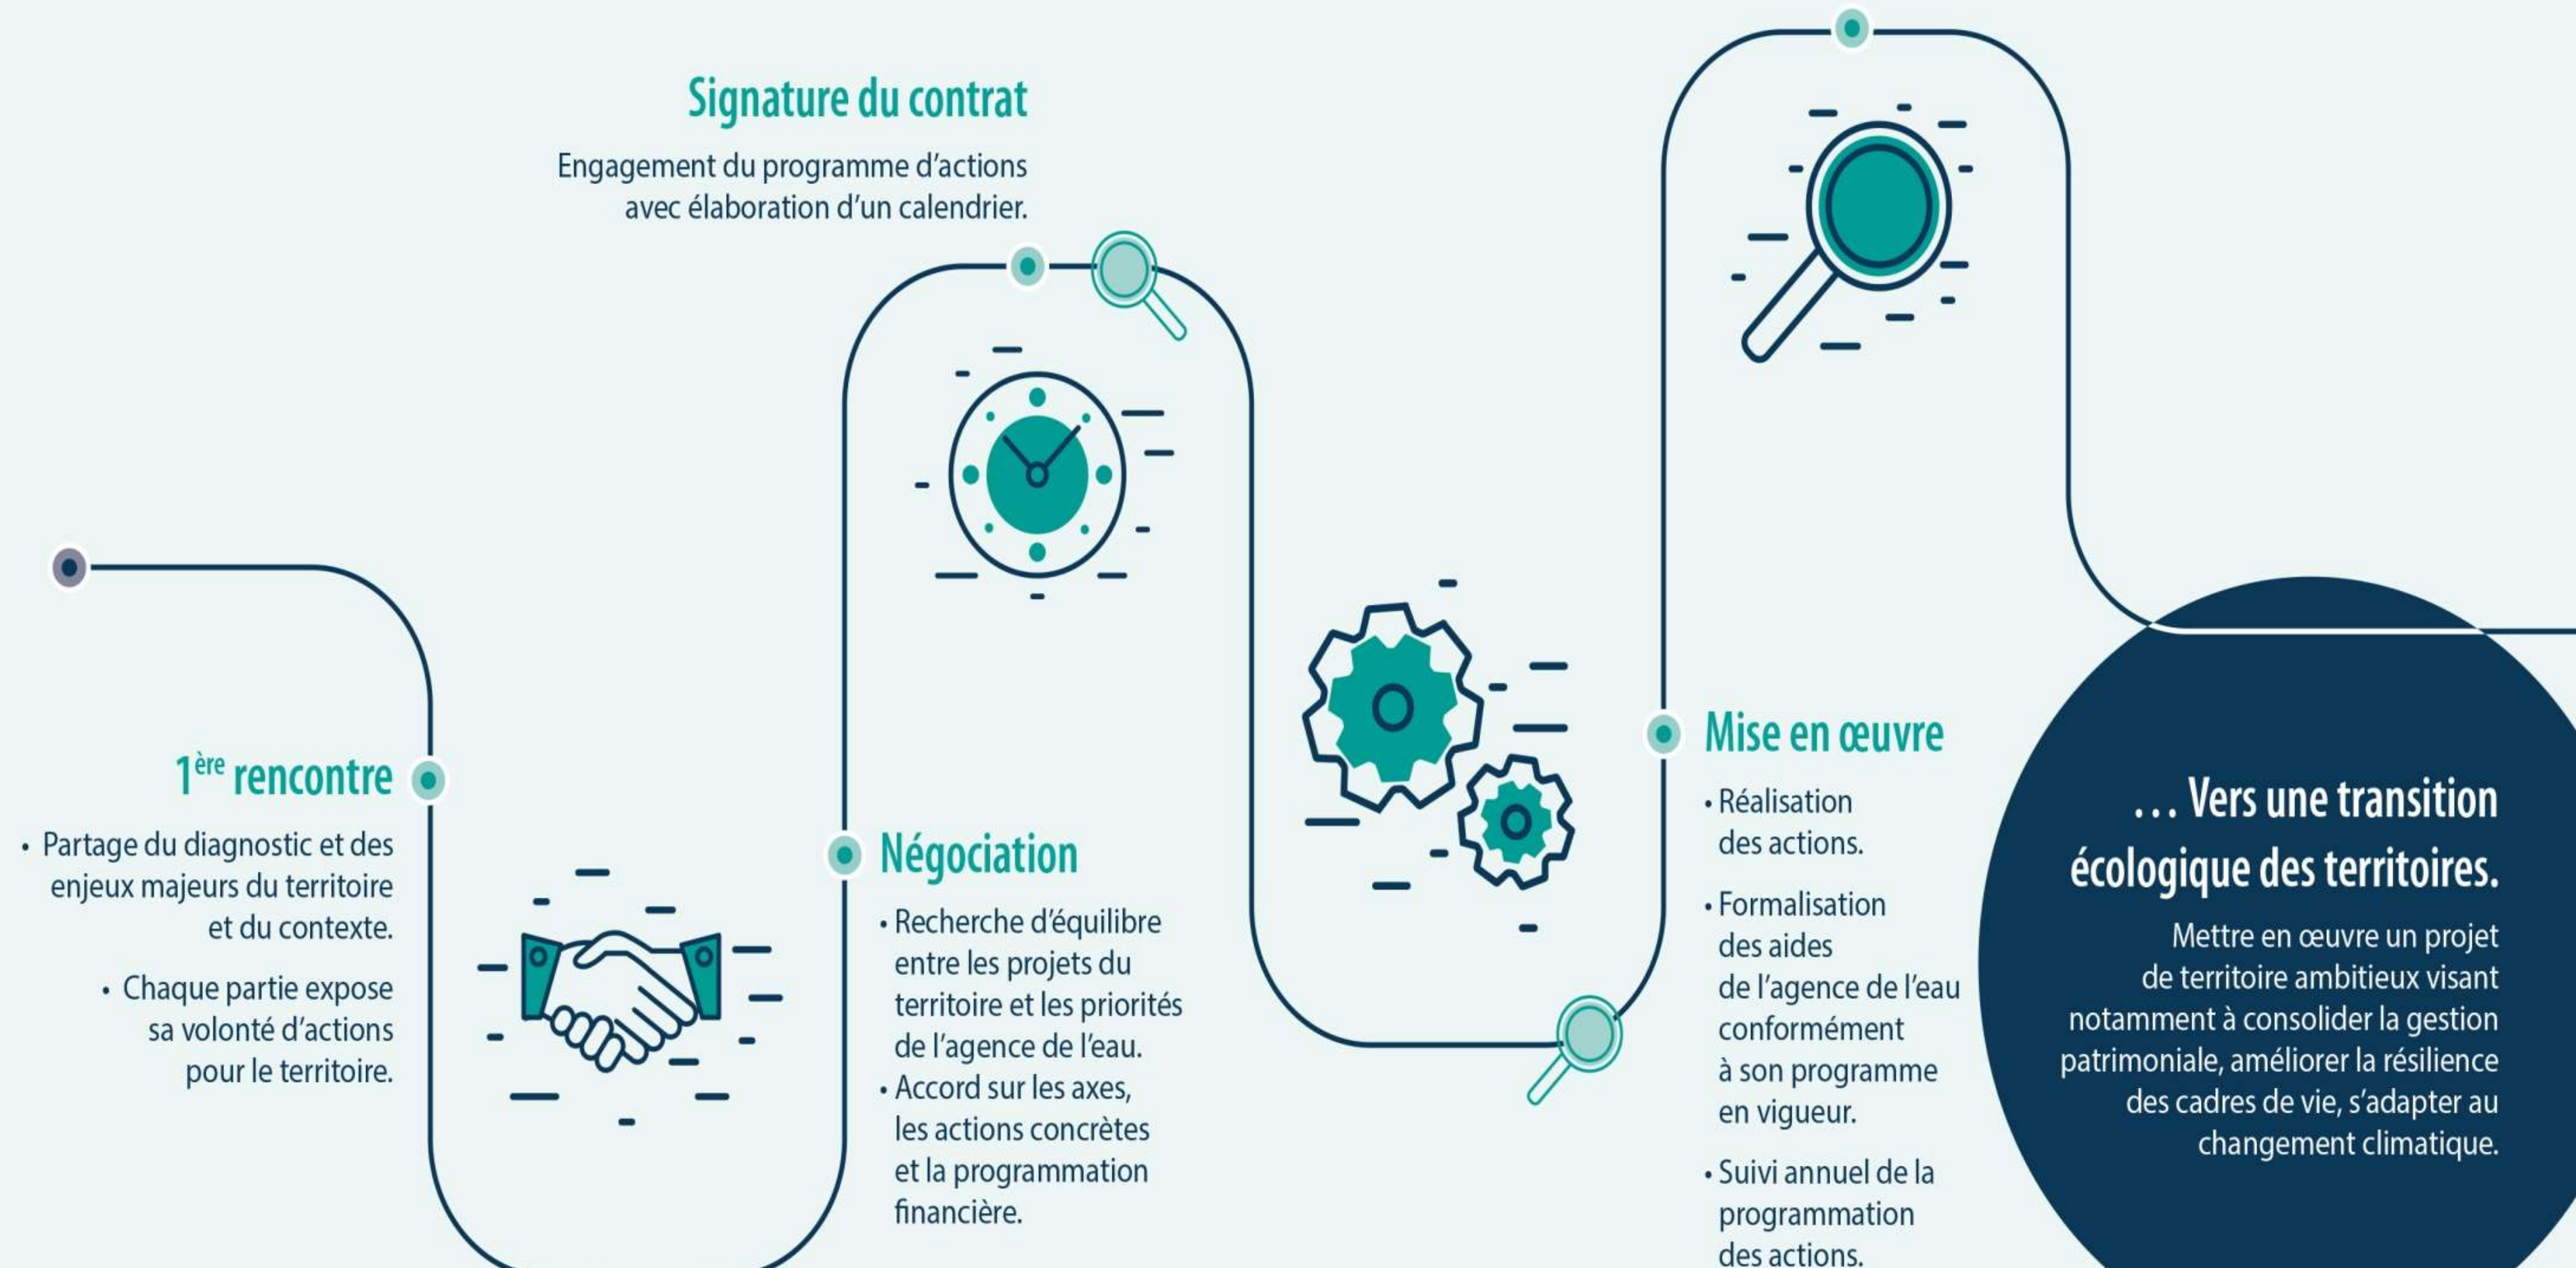 1ère rencontre
• Partage du diagnostic et des
enjeux majeurs du territoire
et du contexte.
• Chaque partie expose
sa volonté d’actions
pour le territoire.
Négociation
• Recherche d’équilibre
entre les projets du
territoire et les priorités
de l’agence de l’eau.
• Accord sur les axes,
les actions concrètes
et la programmation
financière.
Signature du contrat
Engagement du programme d’actions
avec élaboration d’un calendrier.
Mise en œuvre
• Réalisation
des actions.
• Formalisation
des aides
de l’agence de l’eau
conformément
à son programme
en vigueur.
• Suivi annuel de la
programmation
des actions.
... Vers une transition
écologique des territoires.
Mettre en œuvre un projet
de territoire ambitieux visant
notamment à consolider la gestion
patrimoniale, améliorer la résilience
des cadres de vie, s’adapter au
changement climatique.